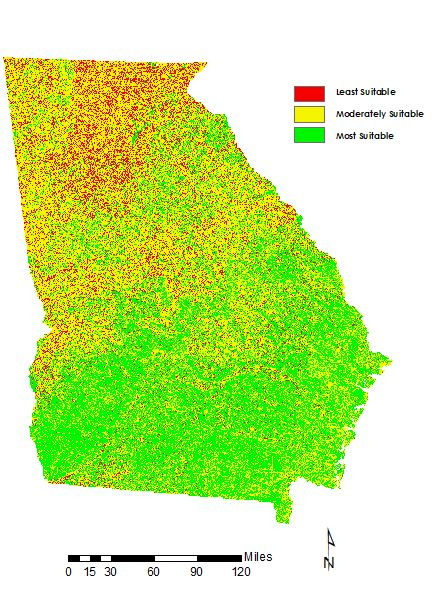 Least Suitable
Moderately Suitable
Most Suitable
Miles
0 15 30 60 90 120
N